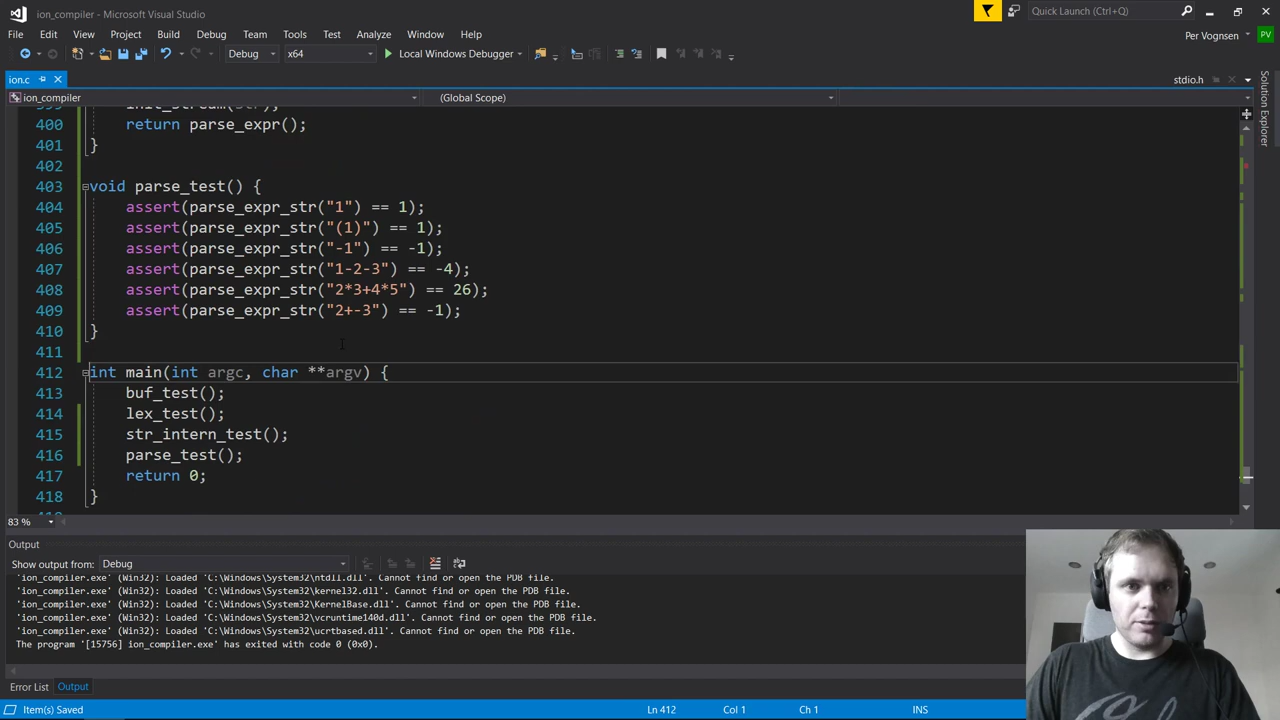 ion_compiler - Microsoft Visual Studio
Quick Launch (Ctrl+Q)
File Edit View Project Build Debug Team Tools Test Analyze Window Help
Per Vognsen PV
Debug x64 Local Windows Debugger
ion.c
stdio.h
ion_compiler (Global Scope)
Solution Explorer
399 init_stream(str);
400 return parse_expr();
401 }
402
403 void parse_test() {
404 assert(parse_expr_str("1") == 1);
405 assert(parse_expr_str("(1)") == 1);
406 assert(parse_expr_str("-1") == -1);
407 assert(parse_expr_str("1-2-3") == -4);
408 assert(parse_expr_str("2*3+4*5") == 26);
409 assert(parse_expr_str("2+-3") == -1);
410 }
411
412 int main(int argc, char **argv) {
413 buf_test();
414 lex_test();
415 str_intern_test();
416 parse_test();
417 return 0;
418 }
83 %
Output
Show output from: Debug
'ion_compiler.exe' (Win32): Loaded 'C:\Windows\System32\ntdll.dll'. Cannot find or open the PDB file.
'ion_compiler.exe' (Win32): Loaded 'C:\Windows\System32\kernel32.dll'. Cannot find or open the PDB file.
'ion_compiler.exe' (Win32): Loaded 'C:\Windows\System32\KernelBase.dll'. Cannot find or open the PDB file.
'ion_compiler.exe' (Win32): Loaded 'C:\Windows\System32\vcruntime140d.dll'. Cannot find or open the PDB file.
'ion_compiler.exe' (Win32): Loaded 'C:\Windows\System32\ucrtbased.dll'. Cannot find or open the PDB file.
The program '[15756] ion_compiler.exe' has exited with code 0 (0x0).
Error List Output
Item(s) Saved Ln 412 Col 1 Ch 1 INS